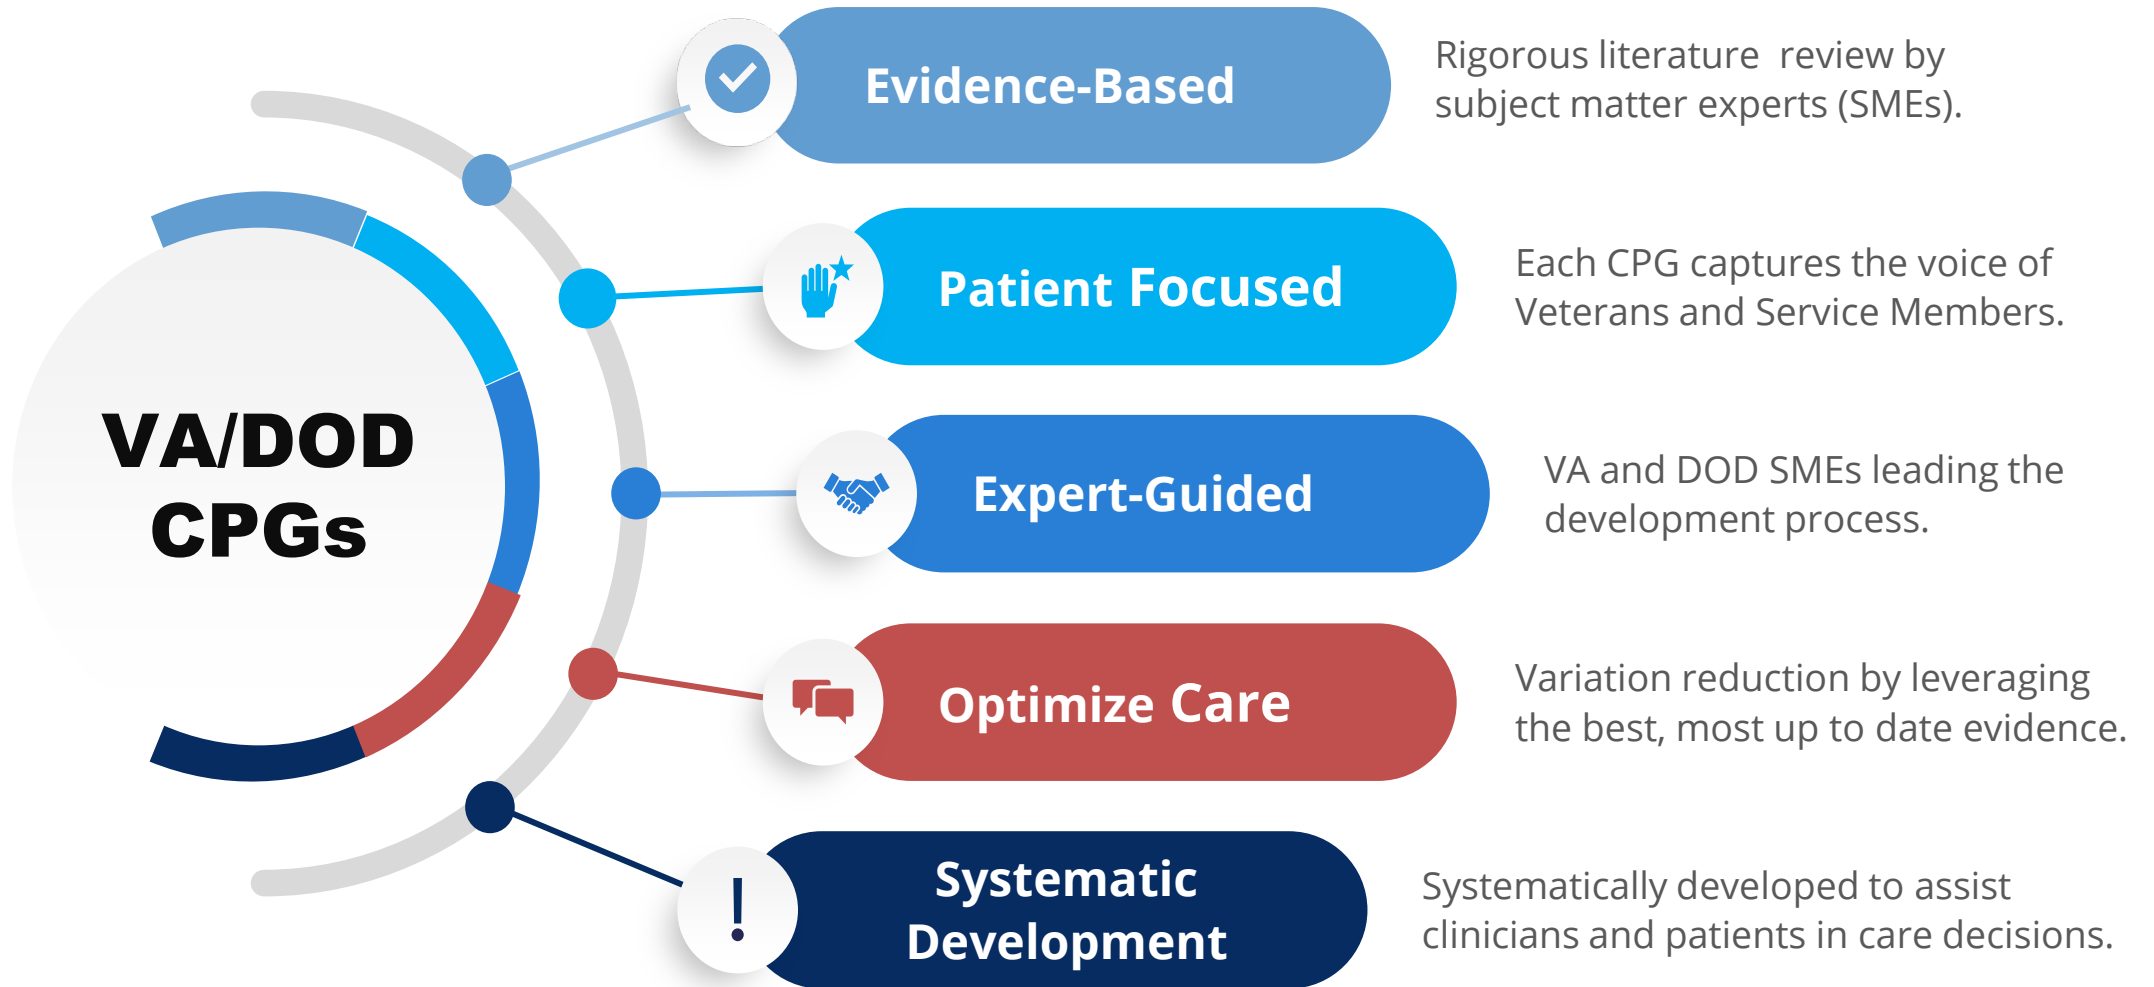 VA/DOD
CPGs
Evidence-Based
Rigorous literature  review by
subject matter experts (SMEs).
Patient Focused
Each CPG captures the voice of
Veterans and Service Members.
Expert-Guided
VA and DOD SMEs leading the
development process.
Optimize Care
Variation reduction by leveraging
the best, most up to date evidence.
Systematic
Development
Systematically developed to assist
clinicians and patients in care decisions.